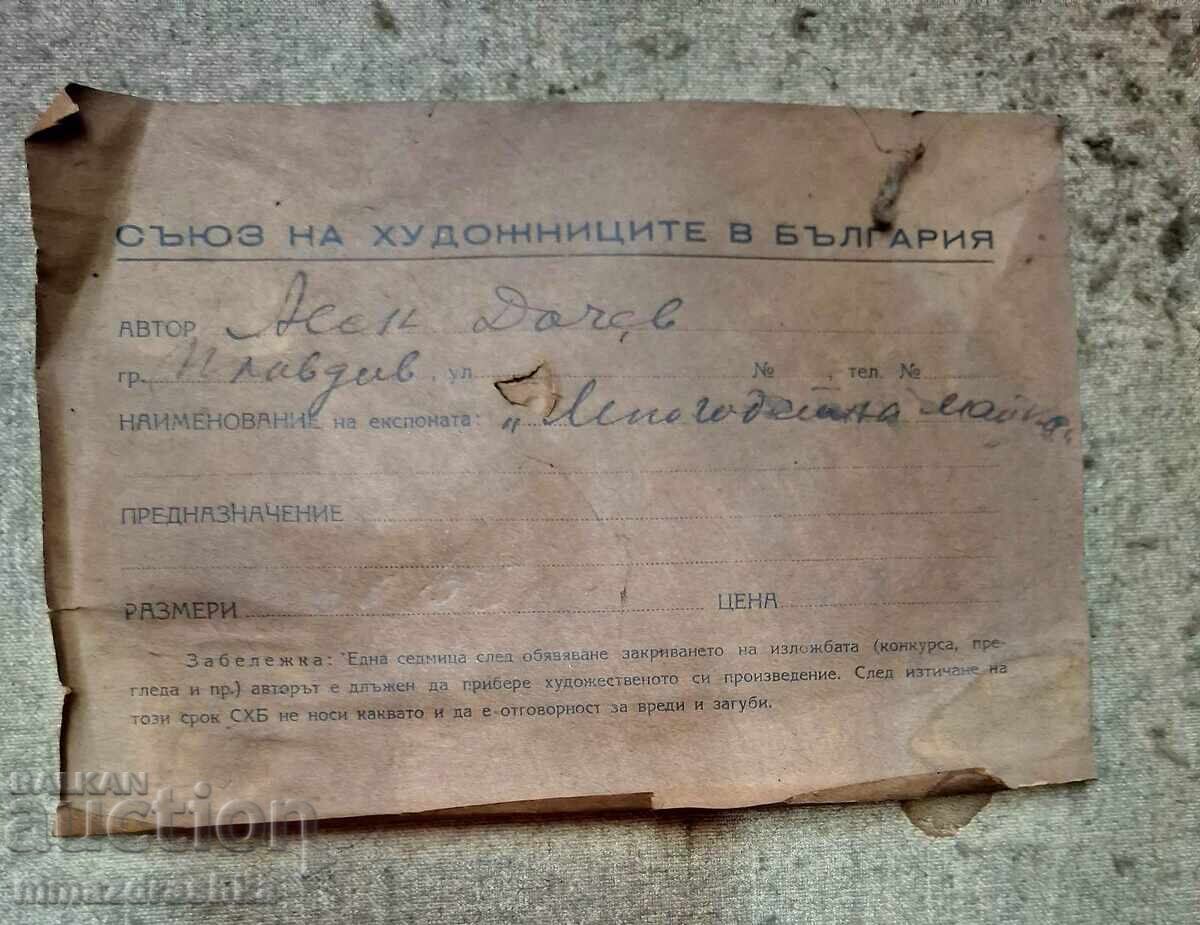 СЪЮЗ НА ХУДОЖНИЦИТЕ В БЪЛГАРИЯ
АВТОР Асен Дочев
гр. Пловдив, ул. № , тел. №
НАИМЕНОВАНИЕ на експоната: „Многодетна майка"
ПРЕДНАЗНАЧЕНИЕ
РАЗМЕРИ ЦЕНА
Забележка: Една седмица след обявяване закриването на изложбата (конкурса, пре-
гледа и пр.) авторът е длъжен да прибере художественото си произведение. След изтичане на
този срок СХБ не носи каквато и да е отговорност за вреди и загуби.
BALKAN
auction
nimazdrashka